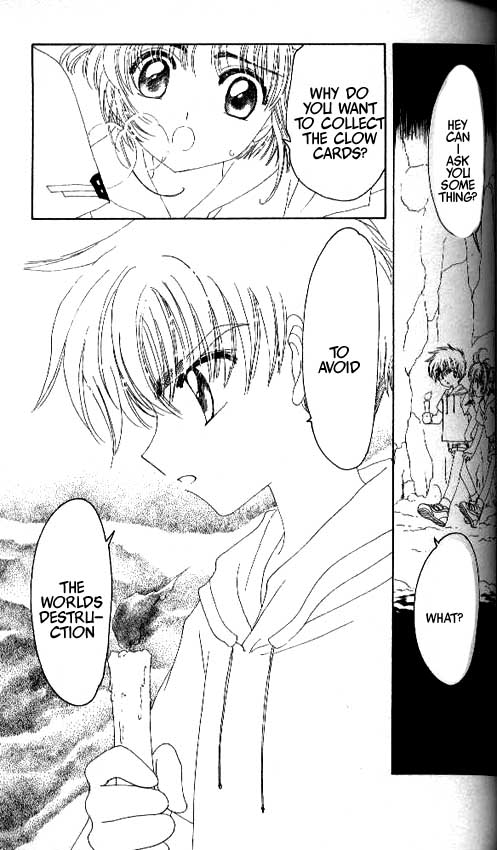 HEY CAN
I
ASK
YOU
SOME
THING?
WHAT?
WHY DO
YOU WANT
TO COLLECT
THE CLOW
CARDS?
TO
AVOID
THE
WORLDS
DESTRU-
CTION